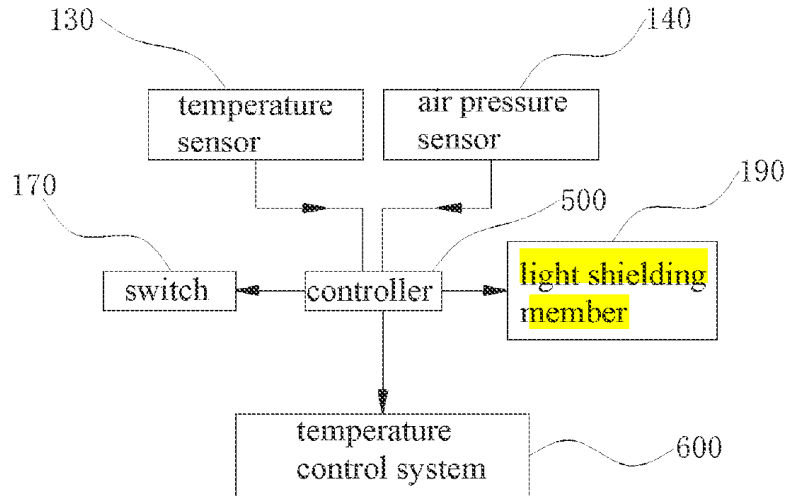 130
140
temperature
sensor
air pressure
sensor
170
500
190
switch
controller
light shielding
member
temperature
control system
600